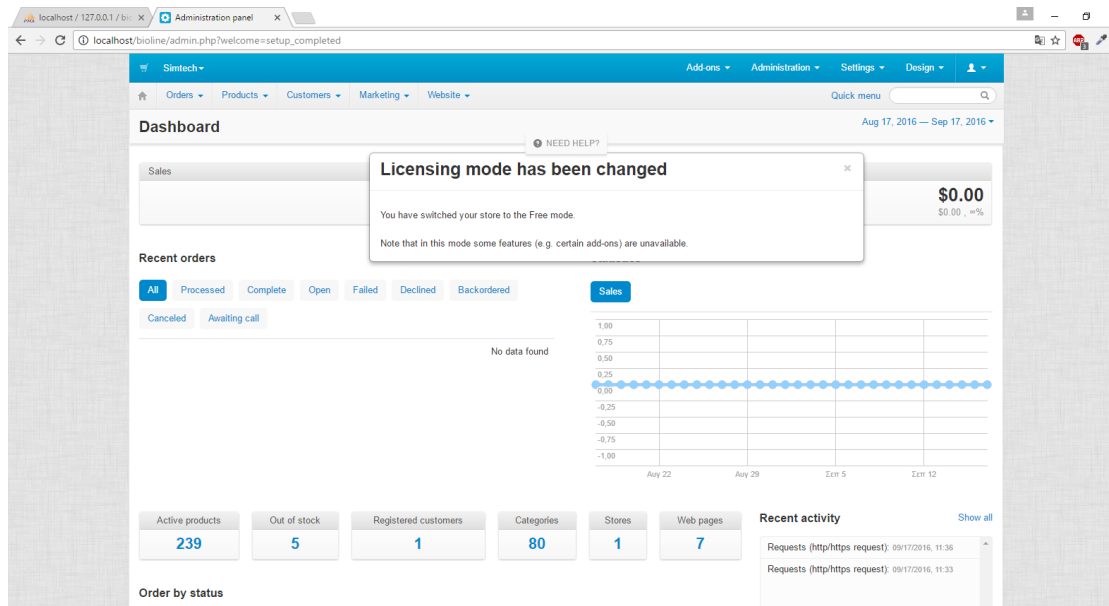 localhost / 127.0.0.1 / bio
Administration panel
localhost/bioline/admin.php?welcome=setup_completed
ABP
3
Simtech
Add-ons
Administration
Settings
Design
Orders
Products
Customers
Marketing
Website
Quick menu
Dashboard
Aug 17, 2016 — Sep 17, 2016
NEED HELP?
Sales
Licensing mode has been changed
×
You have switched your store to the Free mode.
Note that in this mode some features (e.g. certain add-ons) are unavailable.
$0.00
$0.00 , ∞%
Recent orders
All
Processed
Complete
Open
Failed
Declined
Backordered
Canceled
Awaiting call
No data found
Sales
1,00
0,75
0,50
0,25
0,00
-0,25
-0,50
-0,75
-1,00
Αυγ 22
Αυγ 29
Σεπ 5
Σεπ 12
Active products
239
Out of stock
5
Registered customers
1
Categories
80
Stores
1
Web pages
7
Recent activity
Show all
Requests (http/https request): 09/17/2016, 11:36
Requests (http/https request): 09/17/2016, 11:33
Order by status